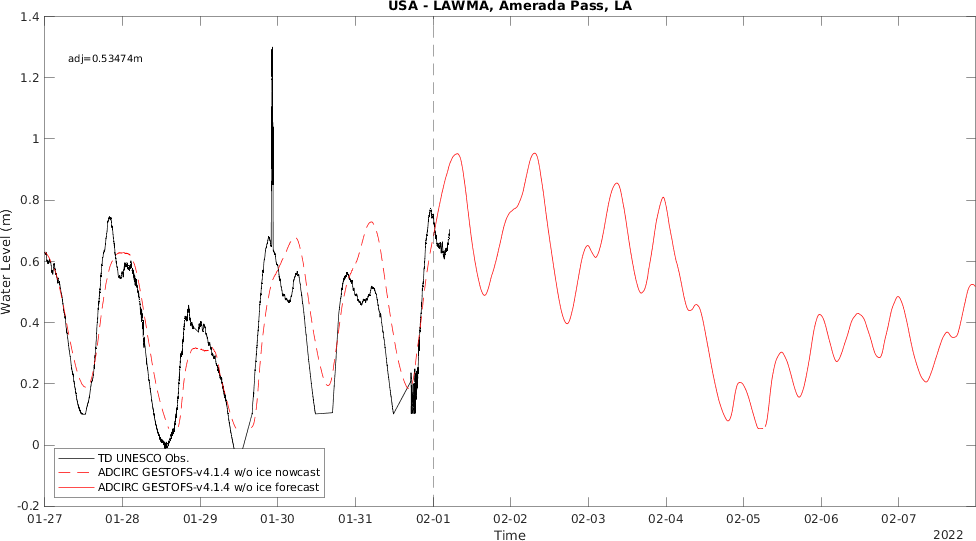 USA - LAWMA, Amerada Pass, LA
adj=0.53474m
1.4
1.2
1
0.8
0.6
0.4
0.2
0
-0.2
Water Level (m)
TD UNESCO Obs.
ADCIRC GESTOFS-v4.1.4 w/o ice nowcast
ADCIRC GESTOFS-v4.1.4 w/o ice forecast
01-27 01-28 01-29 01-30 01-31 02-01 02-02 02-03 02-04 02-05 02-06 02-07
Time
2022